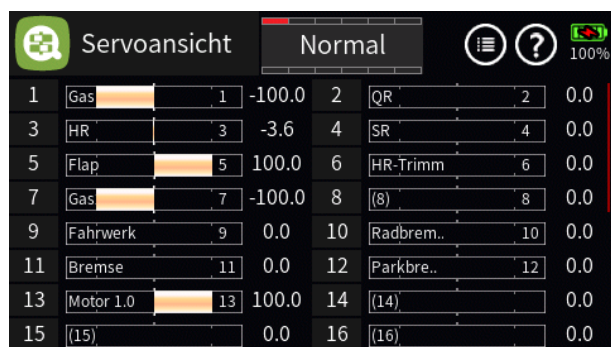 Servoansicht Normal 100%
1 Gas 1 -100.0 2 QR 2 0.0
3 HR 3 -3.6 4 SR 4 0.0
5 Flap 5 100.0 6 HR-Trimm 6 0.0
7 Gas 7 -100.0 8 (8) 8 0.0
9 Fahrwerk 9 0.0 10 Radbrem.. 10 0.0
11 Bremse 11 0.0 12 Parkbre.. 12 0.0
13 Motor 1.0 13 100.0 14 (14) 0.0
15 (15) 0.0 16 (16) 0.0